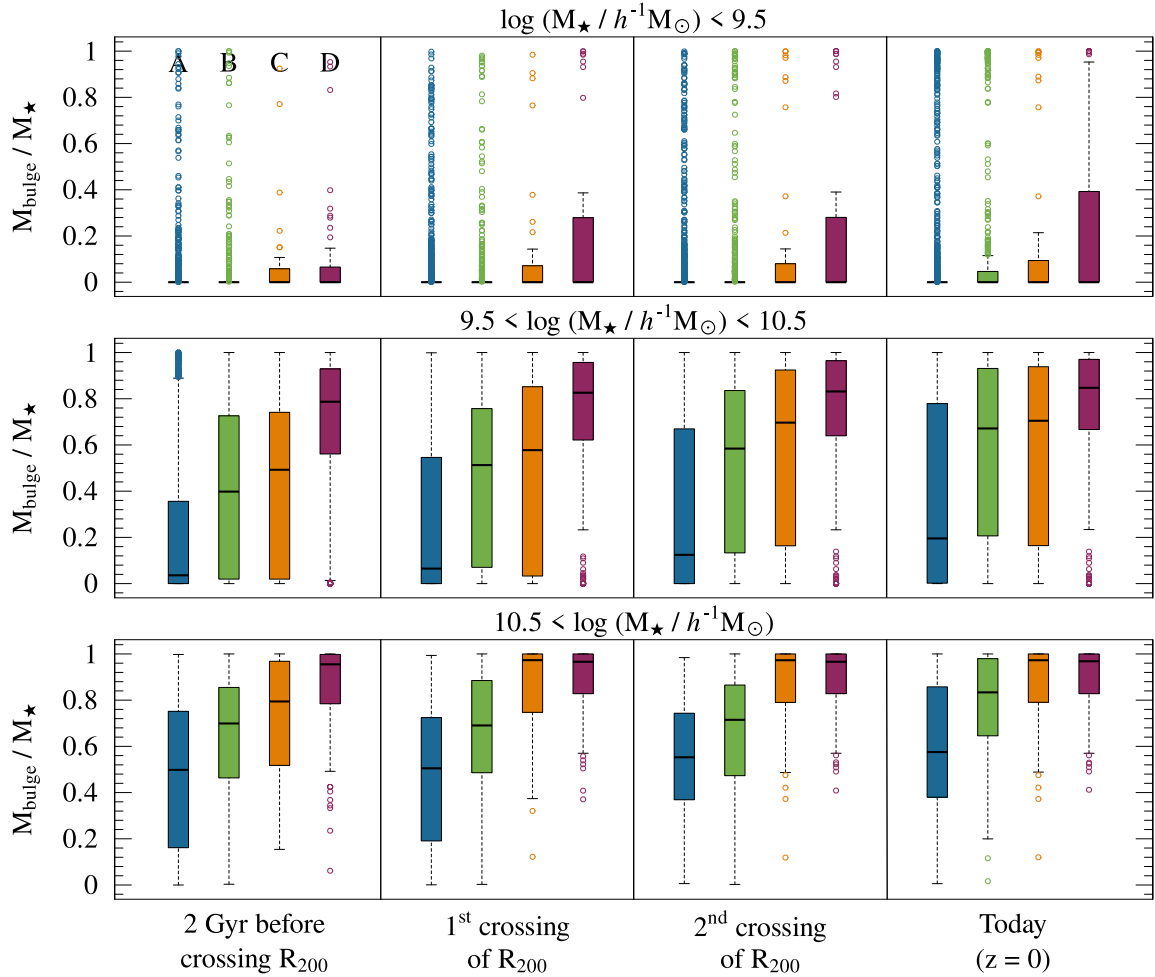 log (M★ / h⁻¹M⊙) < 9.5
A B C D
M_bulge / M★
1
0.8
0.6
0.4
0.2
0
9.5 < log (M★ / h⁻¹M⊙) < 10.5
M_bulge / M★
1
0.8
0.6
0.4
0.2
0
10.5 < log (M★ / h⁻¹M⊙)
M_bulge / M★
1
0.8
0.6
0.4
0.2
0
2 Gyr before
crossing R₂₀₀
1ˢᵗ crossing
of R₂₀₀
2ⁿᵈ crossing
of R₂₀₀
Today
(z = 0)